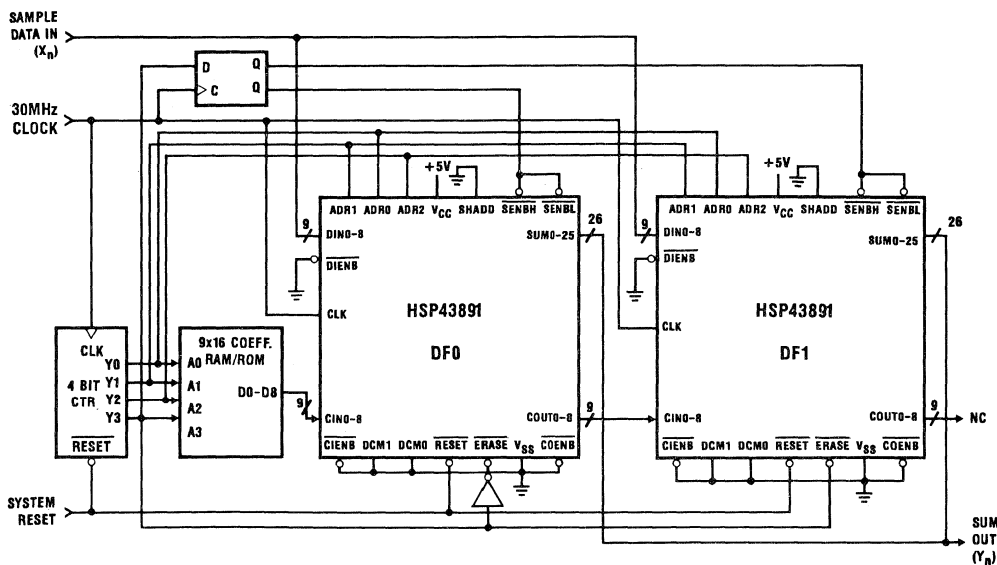 SAMPLE
DATA IN
(Xn)
D Q
C Q
30MHz
CLOCK
+5V
ADR1 ADR0 ADR2 VCC SHADD SENBH SENBL
9
DIN0-8
26
SUM0-25
DIENB
HSP43891
CLK
DF0
9
CIN0-8
COUT0-8
9
CIENB DCM1 DCM0 RESET ERASE VSS COENB
+5V
ADR1 ADR0 ADR2 VCC SHADD SENBH SENBL
9
DIN0-8
26
SUM0-25
DIENB
HSP43891
CLK
DF1
CIN0-8
COUT0-8
9
NC
CIENB DCM1 DCM0 RESET ERASE VSS COENB
CLK
4 BIT
CTR
Y0
Y1
Y2
Y3
RESET
9x16 COEFF.
RAM/ROM
A0
A1
A2
A3
D0-D8
SYSTEM
RESET
SUM
OUT
(Yn)